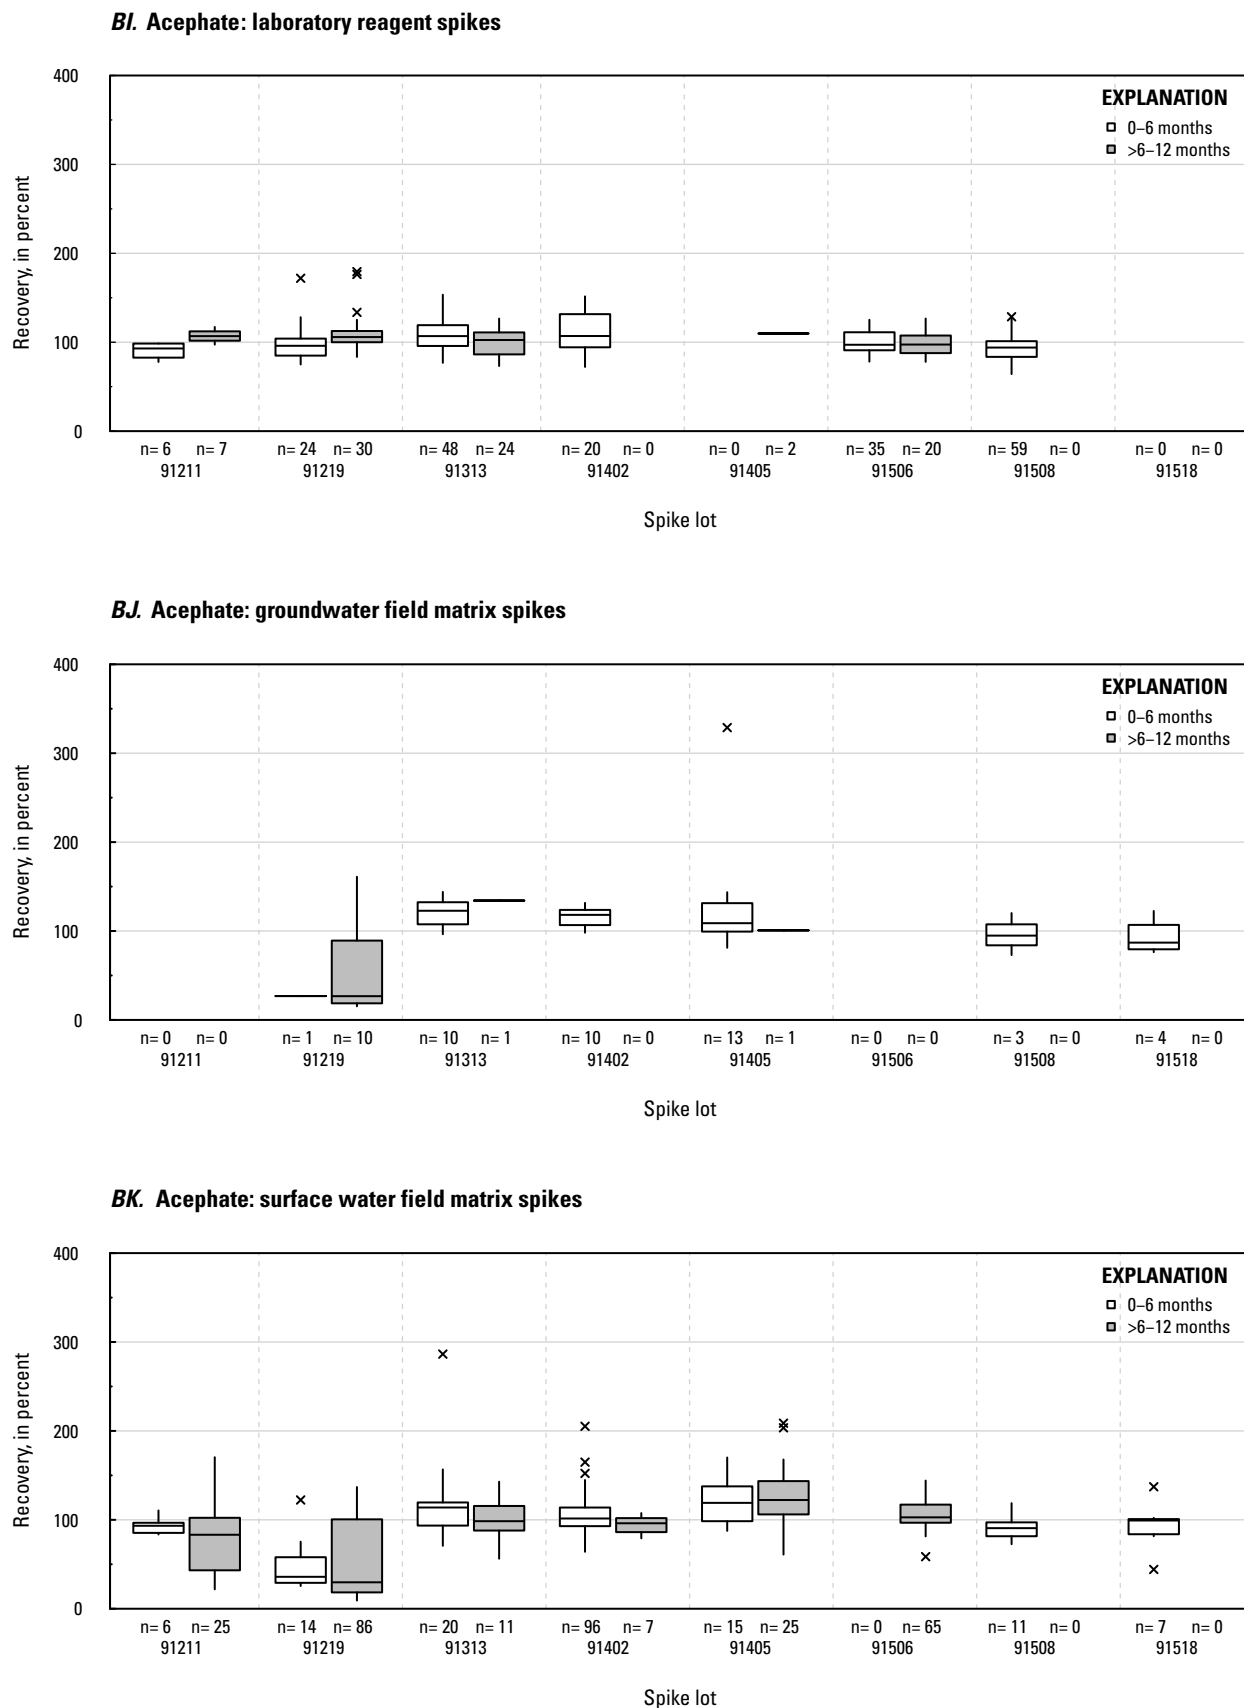 BI. Acephate: laboratory reagent spikes
400
300
200
100
0
Recovery, in percent
EXPLANATION
0–6 months
>6–12 months
n= 6 n= 7 n= 24 n= 30 n= 48 n= 24 n= 20 n= 0 n= 0 n= 2 n= 35 n= 20 n= 59 n= 0 n= 0 n= 0
91211 91219 91313 91402 91405 91506 91508 91518
Spike lot
BJ. Acephate: groundwater field matrix spikes
400
300
200
100
0
Recovery, in percent
EXPLANATION
0–6 months
>6–12 months
n= 0 n= 0 n= 1 n= 10 n= 10 n= 1 n= 10 n= 0 n= 13 n= 1 n= 0 n= 0 n= 3 n= 0 n= 4 n= 0
91211 91219 91313 91402 91405 91506 91508 91518
Spike lot
BK. Acephate: surface water field matrix spikes
400
300
200
100
0
Recovery, in percent
EXPLANATION
0–6 months
>6–12 months
n= 6 n= 25 n= 14 n= 86 n= 20 n= 11 n= 96 n= 7 n= 15 n= 25 n= 0 n= 65 n= 11 n= 0 n= 7 n= 0
91211 91219 91313 91402 91405 91506 91508 91518
Spike lot